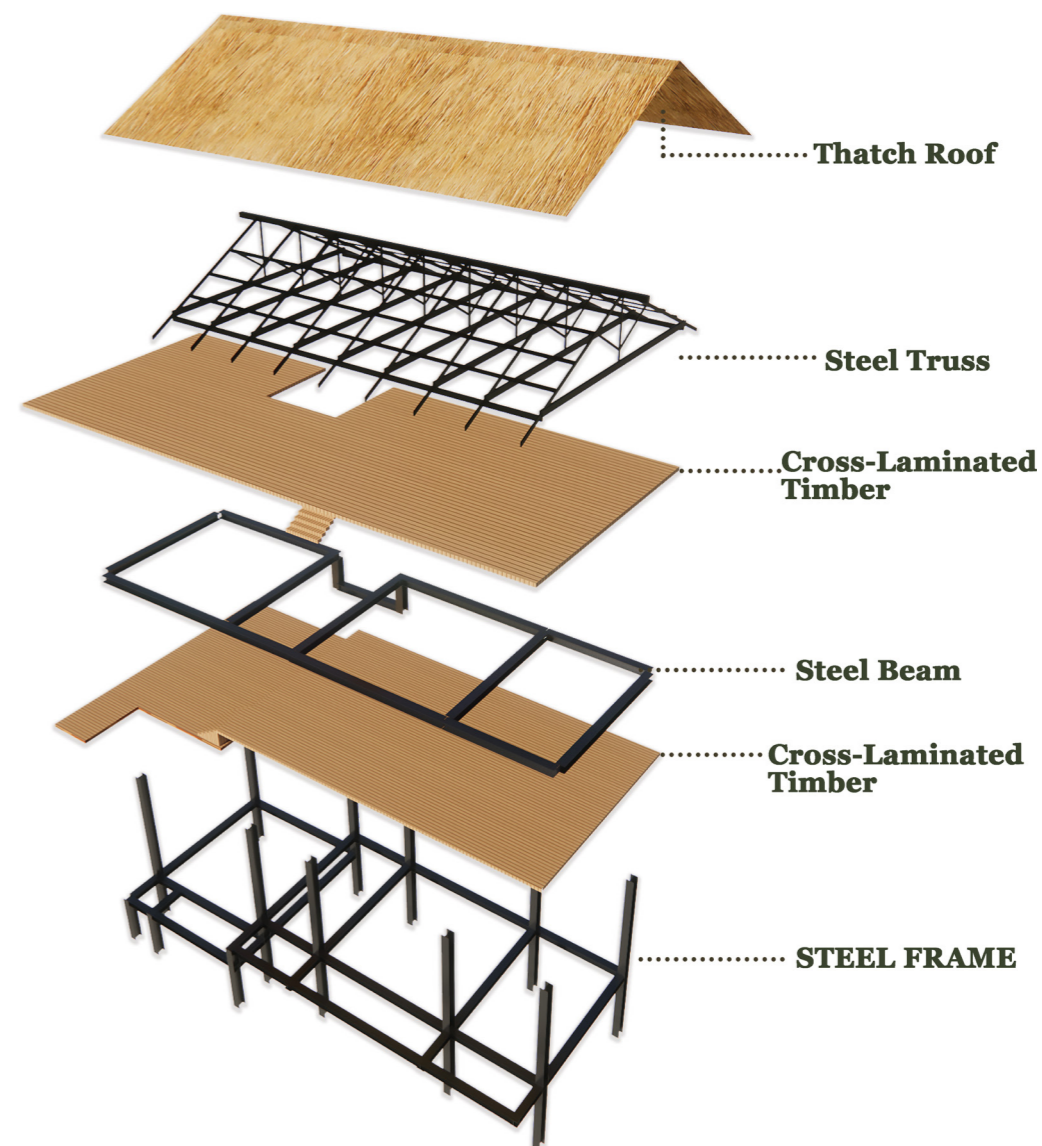 Thatch Roof
Steel Truss
Cross-Laminated
Timber
Steel Beam
Cross-Laminated
Timber
STEEL FRAME